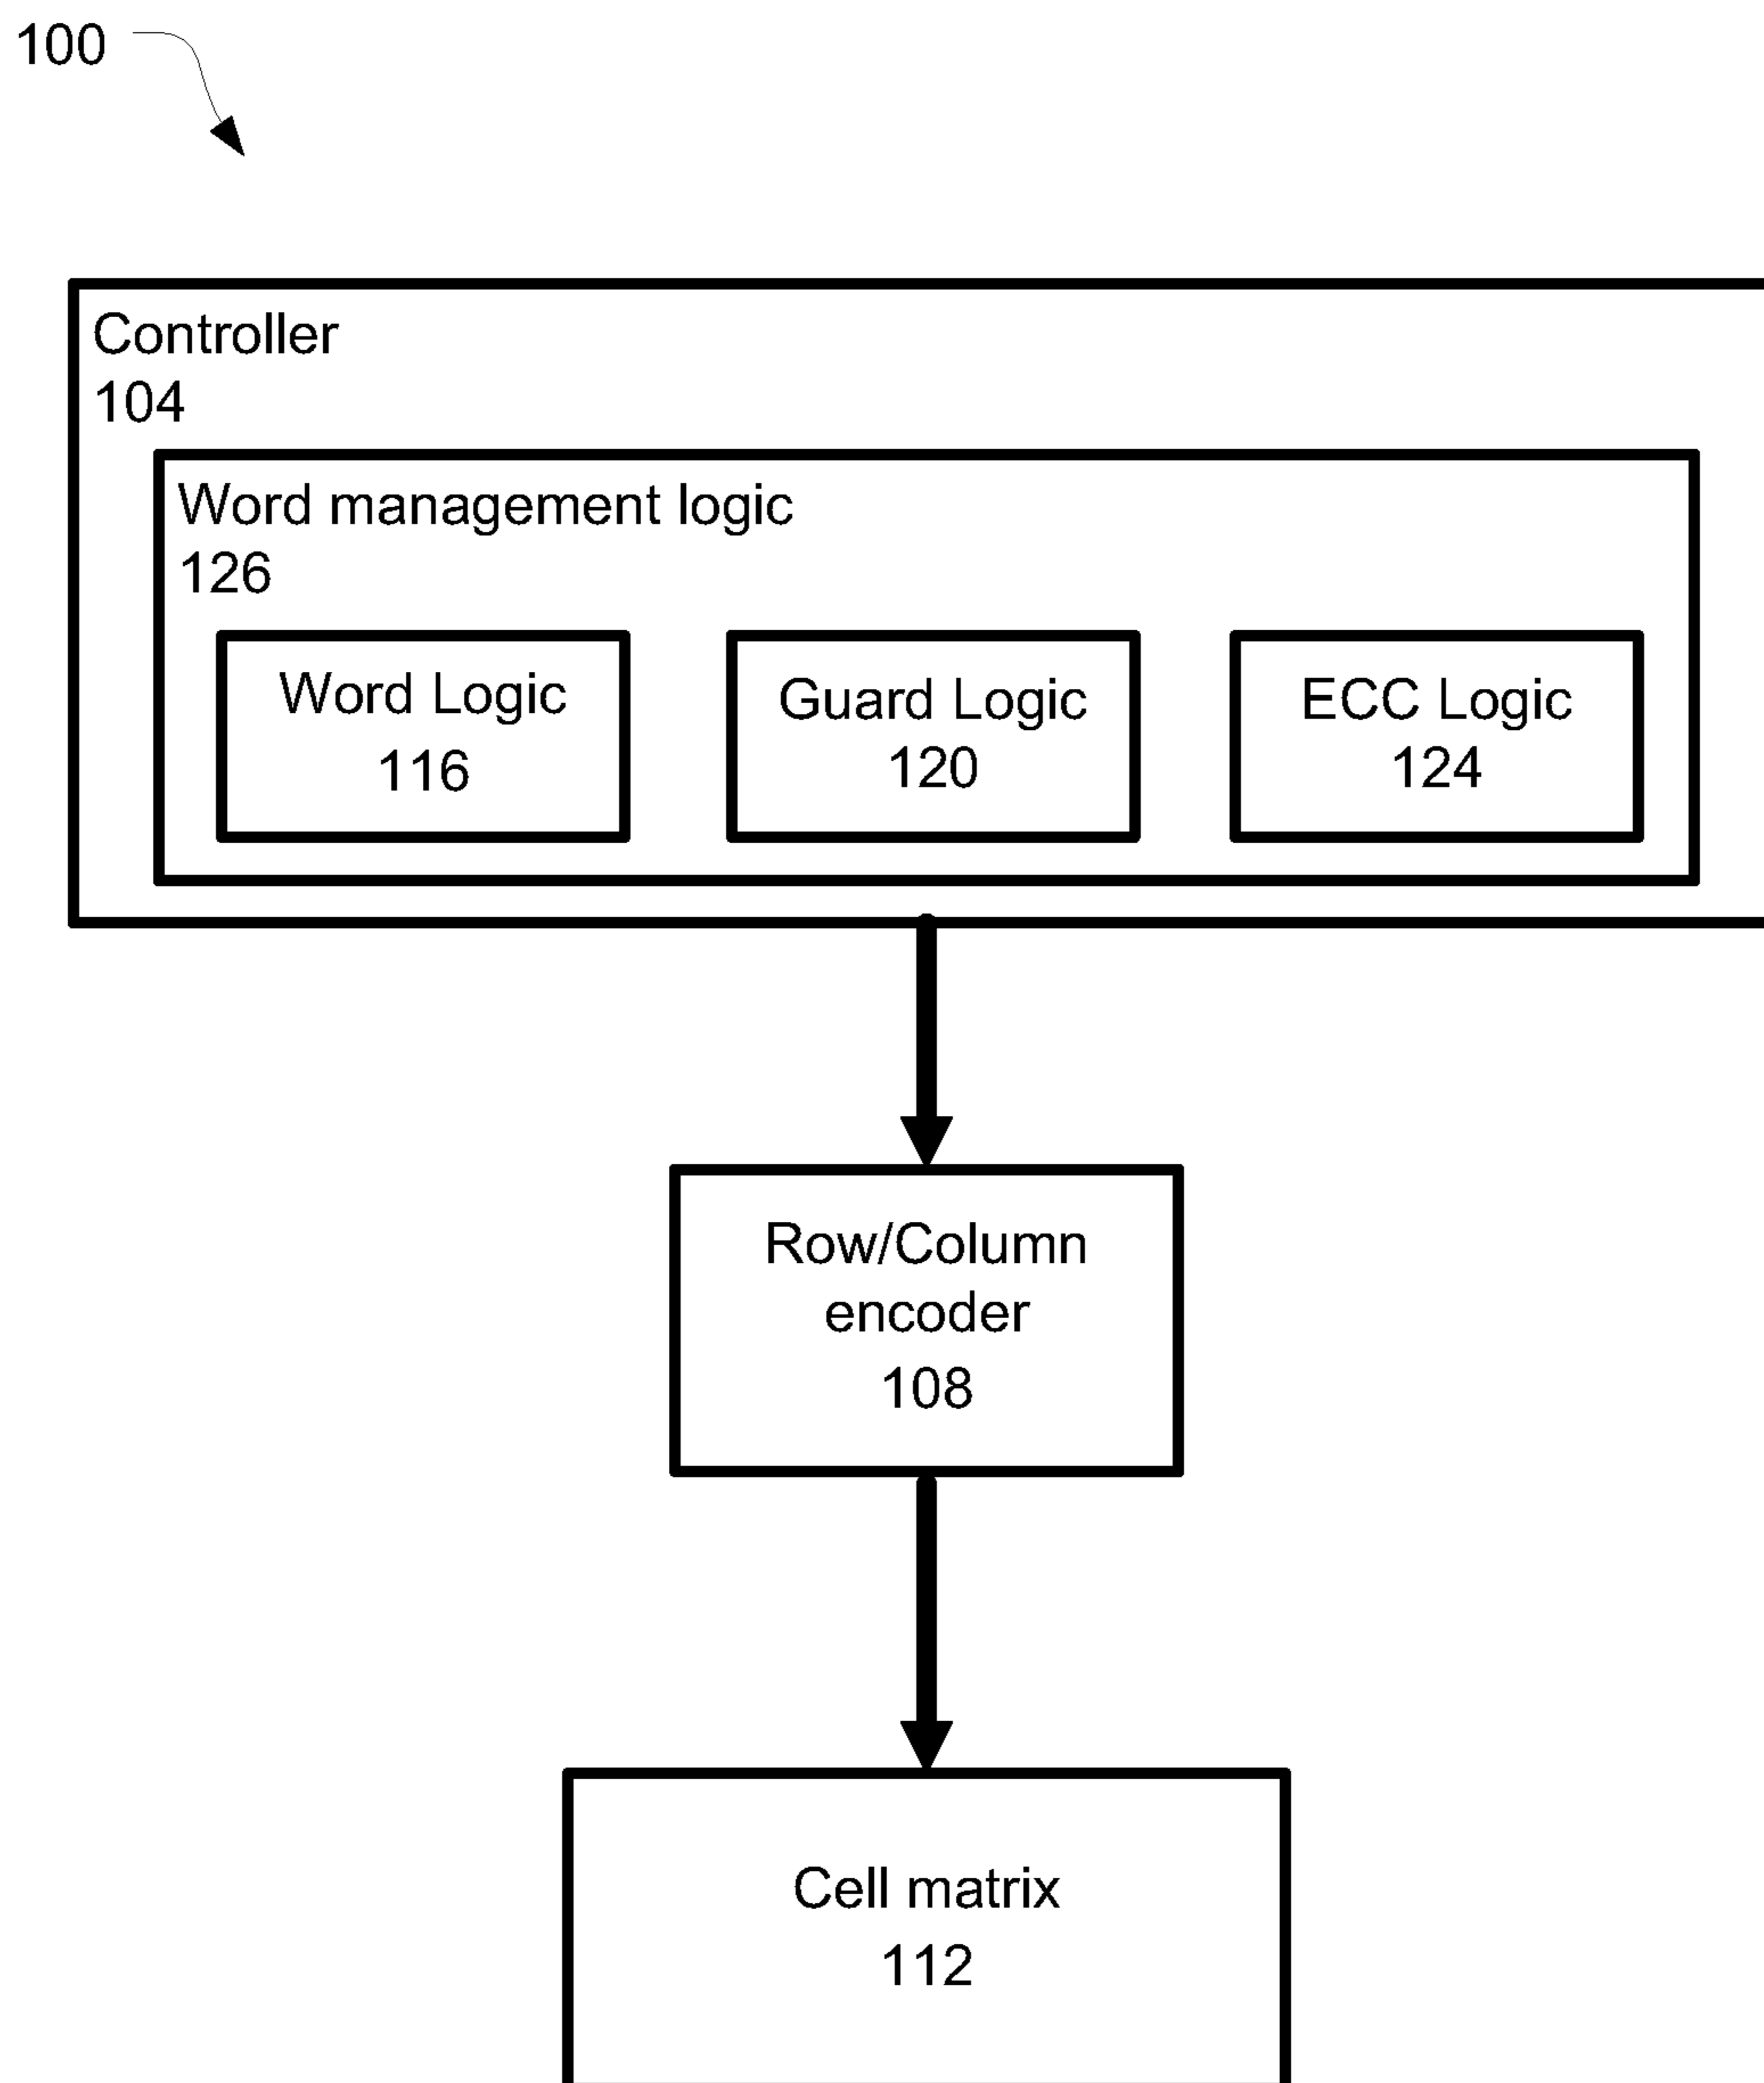 100
Controller
104
Word management logic
126
Word Logic
116
Guard Logic
120
ECC Logic
124
Row/Column
encoder
108
Cell matrix
112